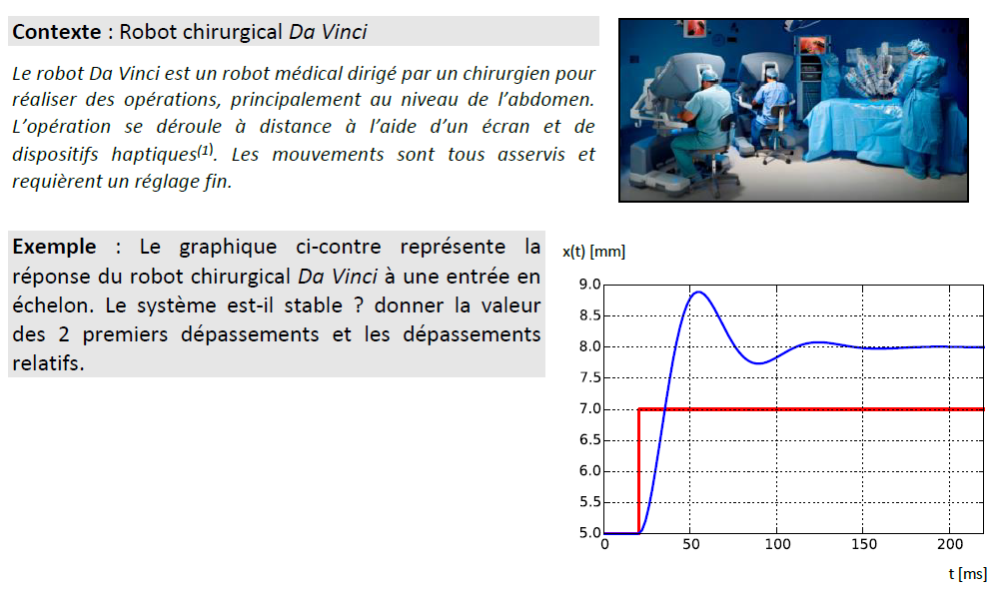 Contexte : Robot chirurgical Da Vinci
Le robot Da Vinci est un robot médical dirigé par un chirurgien pour
réaliser des opérations, principalement au niveau de l'abdomen.
L'opération se déroule à distance à l'aide d'un écran et de
dispositifs haptiques(1). Les mouvements sont tous asservis et
requièrent un réglage fin.
Exemple : Le graphique ci-contre représente la
réponse du robot chirurgical Da Vinci à une entrée en
échelon. Le système est-il stable ? donner la valeur
des 2 premiers dépassements et les dépassements
relatifs.
x(t) [mm]
9.0
8.5
8.0
7.5
7.0
6.5
6.0
5.5
5.0
0 50 100 150 200
t [ms]